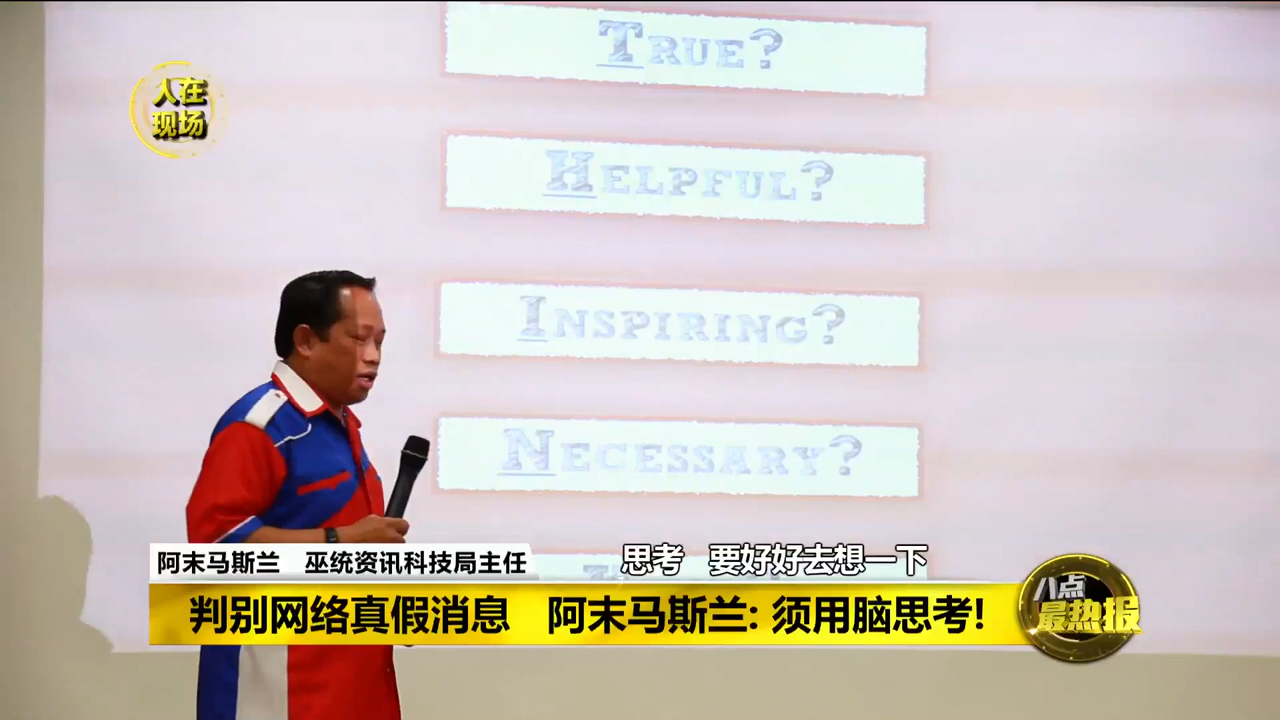 TRUE?
人在
现场
HELPFUL?
INSPIRING?
NECESSARY?
阿末马斯兰 巫统资讯科技局主任
思考 要好好去想一下
判别网络真假消息 阿末马斯兰: 须用脑思考!
八点
最热报